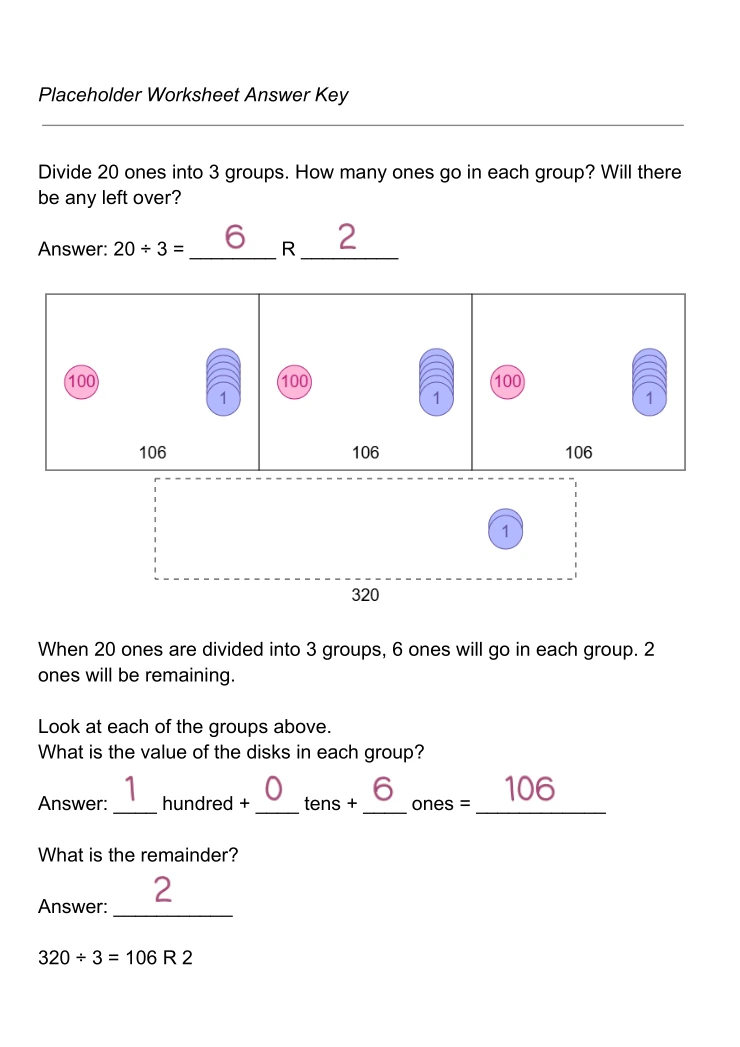 Placeholder Worksheet Answer Key
Divide 20 ones into 3 groups. How many ones go in each group? Will there
be any left over?
Answer: 20 ÷ 3 = 6 R 2
100 1 100 1 100 1
106 106 106
1
320
When 20 ones are divided into 3 groups, 6 ones will go in each group. 2
ones will be remaining.
Look at each of the groups above.
What is the value of the disks in each group?
Answer: 1 hundred + 0 tens + 6 ones = 106
What is the remainder?
Answer: 2
320 ÷ 3 = 106 R 2